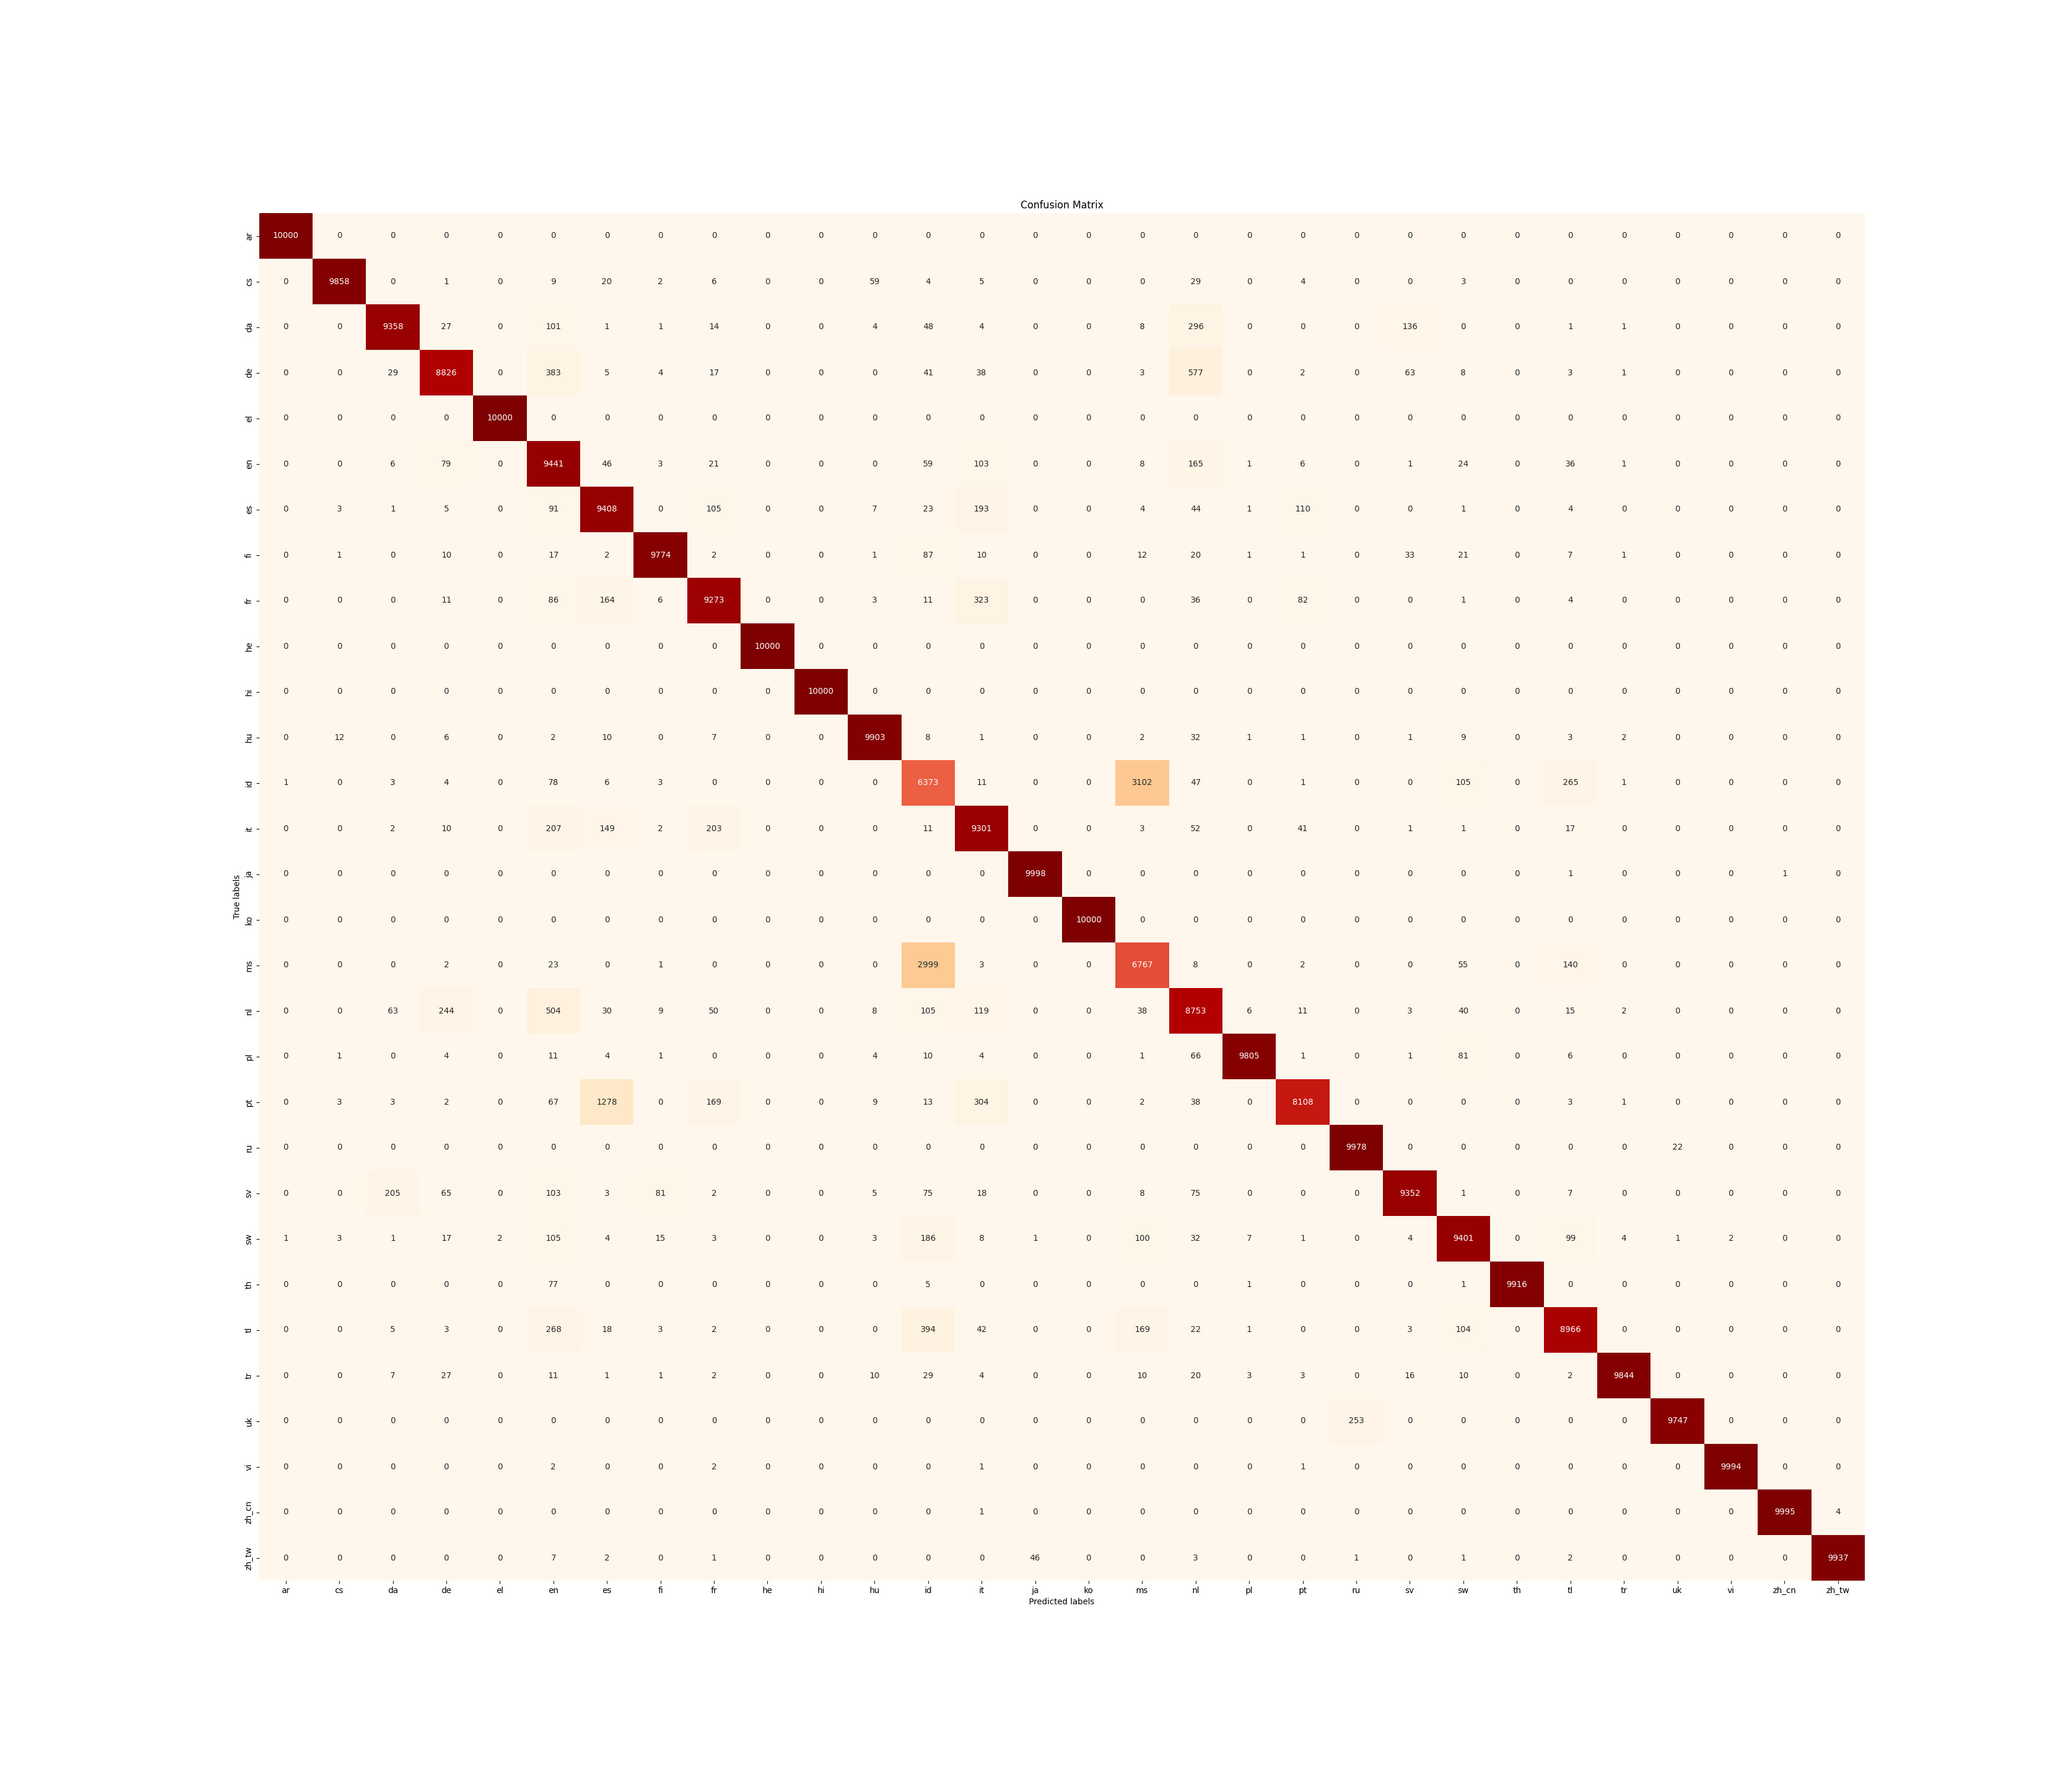 Confusion Matrix
ar 10000 0 0 0 0 0 0 0 0 0 0 0 0 0 0 0 0 0 0 0 0 0 0 0 0 0 0 0 0 0
cs 0 9858 0 1 0 9 20 2 6 0 0 59 4 5 0 0 0 29 0 4 0 0 3 0 0 0 0 0 0 0
da 0 0 9358 27 0 101 1 1 14 0 0 4 48 4 0 0 8 296 0 0 0 136 0 0 1 1 0 0 0 0
de 0 0 29 8826 0 383 5 4 17 0 0 0 41 38 0 0 3 577 0 2 0 63 8 0 3 1 0 0 0 0
el 0 0 0 0 10000 0 0 0 0 0 0 0 0 0 0 0 0 0 0 0 0 0 0 0 0 0 0 0 0 0
en 0 0 6 79 0 9441 46 3 21 0 0 0 59 103 0 0 8 165 1 6 0 1 24 0 36 1 0 0 0 0
es 0 3 1 5 0 91 9408 0 105 0 0 7 23 193 0 0 4 44 1 110 0 0 1 0 4 0 0 0 0 0
fi 0 1 0 10 0 17 2 9774 2 0 0 1 87 10 0 0 12 20 1 1 0 33 21 0 7 1 0 0 0 0
fr 0 0 0 11 0 86 164 6 9273 0 0 3 11 323 0 0 0 36 0 82 0 0 1 0 4 0 0 0 0 0
he 0 0 0 0 0 0 0 0 0 10000 0 0 0 0 0 0 0 0 0 0 0 0 0 0 0 0 0 0 0 0
hi 0 0 0 0 0 0 0 0 0 0 10000 0 0 0 0 0 0 0 0 0 0 0 0 0 0 0 0 0 0 0
hu 0 12 0 6 0 2 10 0 7 0 0 9903 8 1 0 0 2 32 1 1 0 1 9 0 3 2 0 0 0 0
id 1 0 3 4 0 78 6 3 0 0 0 0 6373 11 0 0 3102 47 0 1 0 0 105 0 265 1 0 0 0 0
it 0 0 2 10 0 207 149 2 203 0 0 0 11 9301 0 0 3 52 0 41 0 1 1 0 17 0 0 0 0 0
ja 0 0 0 0 0 0 0 0 0 0 0 0 0 0 9998 0 0 0 0 0 0 0 0 0 1 0 0 0 1 0
ko 0 0 0 0 0 0 0 0 0 0 0 0 0 0 0 10000 0 0 0 0 0 0 0 0 0 0 0 0 0 0
ms 0 0 0 2 0 23 0 1 0 0 0 0 2999 3 0 0 6767 8 0 2 0 0 55 0 140 0 0 0 0 0
nl 0 0 63 244 0 504 30 9 50 0 0 8 105 119 0 0 38 8753 6 11 0 3 40 0 15 2 0 0 0 0
pl 0 1 0 4 0 11 4 1 0 0 0 4 10 4 0 0 1 66 9805 1 0 1 81 0 6 0 0 0 0 0
pt 0 3 3 2 0 67 1278 0 169 0 0 9 13 304 0 0 2 38 0 8108 0 0 0 0 3 1 0 0 0 0
ru 0 0 0 0 0 0 0 0 0 0 0 0 0 0 0 0 0 0 0 0 9978 0 0 0 0 0 22 0 0 0
sv 0 0 205 65 0 103 3 81 2 0 0 5 75 18 0 0 8 75 0 0 0 9352 1 0 7 0 0 0 0 0
sw 1 3 1 17 2 105 4 15 3 0 0 3 186 8 1 0 100 32 7 1 0 4 9401 0 99 4 1 2 0 0
th 0 0 0 0 0 77 0 0 0 0 0 0 5 0 0 0 0 0 1 0 0 0 1 9916 0 0 0 0 0 0
tl 0 0 5 3 0 268 18 3 2 0 0 0 394 42 0 0 169 22 1 0 0 3 104 0 8966 0 0 0 0 0
tr 0 0 7 27 0 11 1 1 2 0 0 10 29 4 0 0 10 20 3 3 0 16 10 0 2 9844 0 0 0 0
uk 0 0 0 0 0 0 0 0 0 0 0 0 0 0 0 0 0 0 0 0 253 0 0 0 0 0 9747 0 0 0
vi 0 0 0 0 0 2 0 0 2 0 0 0 0 1 0 0 0 0 0 1 0 0 0 0 0 0 0 9994 0 0
zh_cn 0 0 0 0 0 0 0 0 0 0 0 0 0 1 0 0 0 0 0 0 0 0 0 0 0 0 0 0 9995 4
zh_tw 0 0 0 0 0 7 2 0 1 0 0 0 0 0 46 0 0 3 0 0 1 0 1 0 2 0 0 0 0 9937
True labels
ar cs da de el en es fi fr he hi hu id it ja ko ms nl pl pt ru sv sw th tl tr uk vi zh_cn zh_tw
Predicted labels